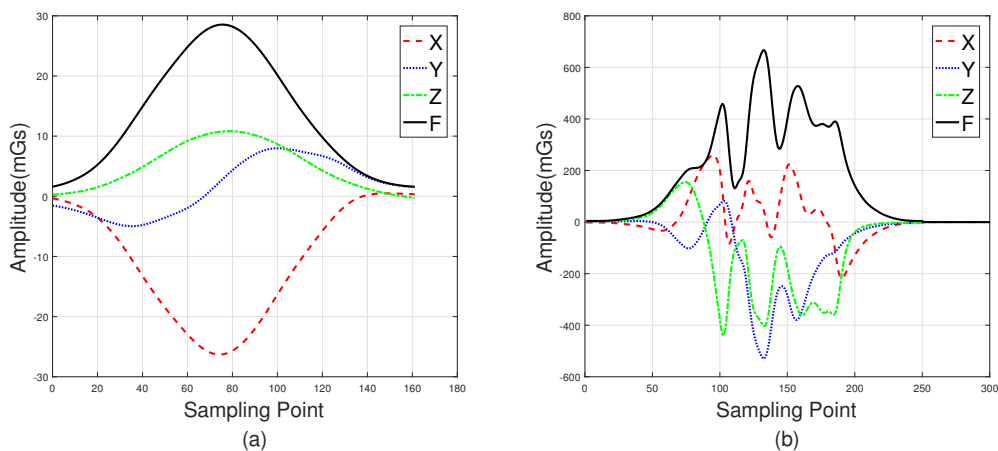 30
20
10
0
-10
-20
-30
0 20 40 60 80 100 120 140 160 180
Amplitude(mGs)
Sampling Point
X
Y
Z
F
(a)
800
600
400
200
0
-200
-400
-600
0 50 100 150 200 250 300
Amplitude(mGs)
Sampling Point
X
Y
Z
F
(b)